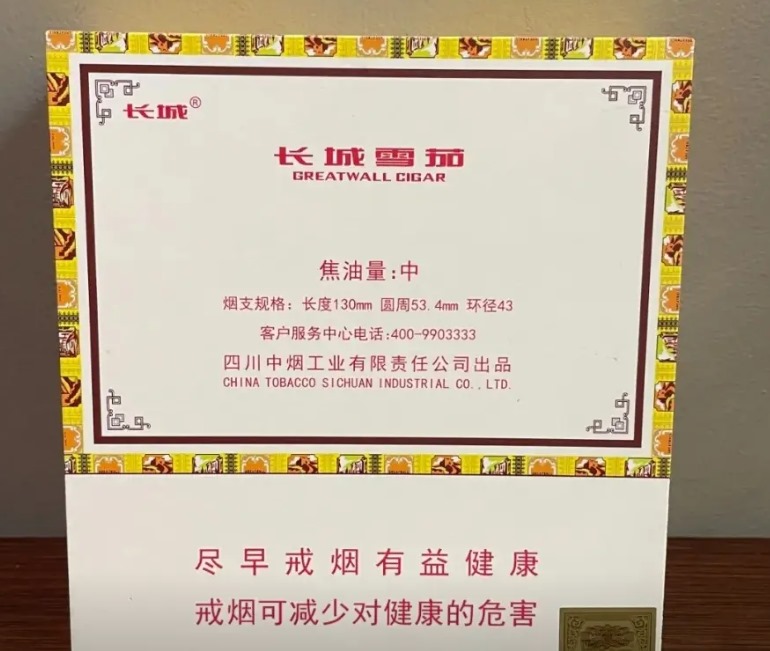 长城®
长城雪茄
GREATWALL CIGAR
焦油量:中
烟支规格：长度130mm 圆周53.4mm 环径43
客户服务中心电话:400-9903333
四川中烟工业有限责任公司出品
CHINA TOBACCO SICHUAN INDUSTRIAL CO.,LTD.
尽早戒烟有益健康
戒烟可减少对健康的危害